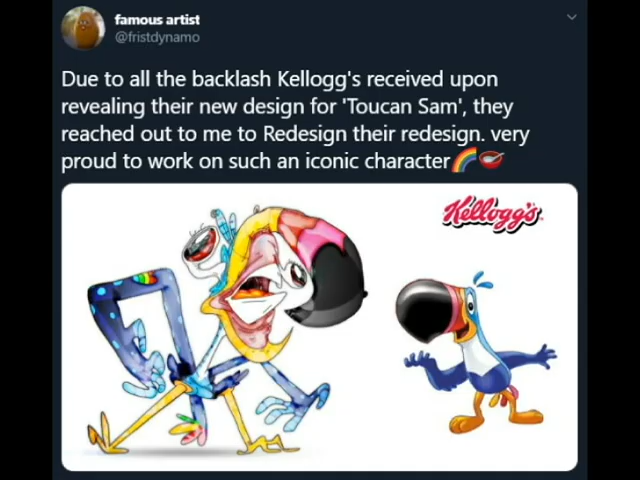 famous artist
@fristdynamo
Due to all the backlash Kellogg's received upon
revealing their new design for 'Toucan Sam', they
reached out to me to Redesign their redesign. very
proud to work on such an iconic character🌈🥣
Kellogg's